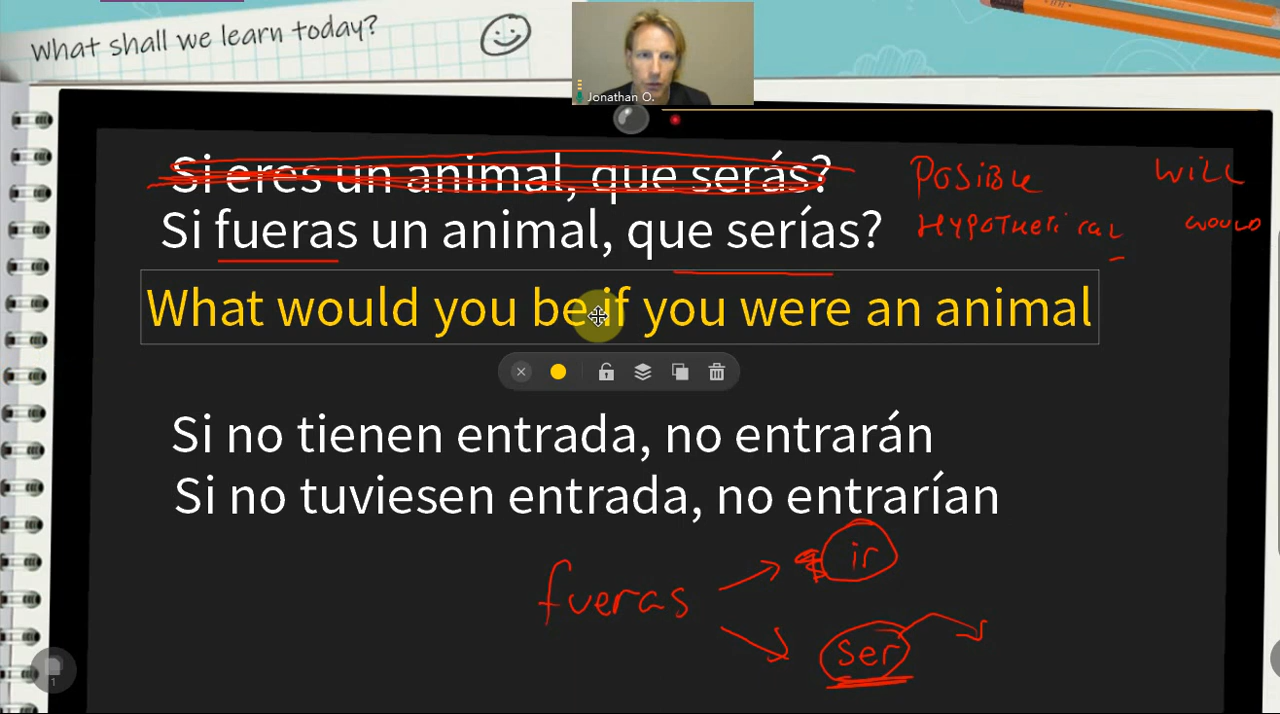 What shall we learn today?
Jonathan O.
Si eres un animal, que serás?
Posible
will
Si fueras un animal, que serías?
Hypothetical
would
What would you be if you were an animal
Si no tienen entrada, no entrarán
Si no tuviesen entrada, no entrarían
fueras
ir
ser
1